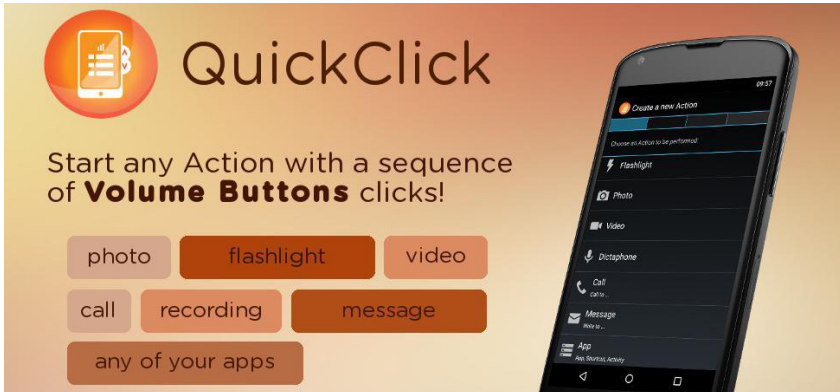 QuickClick
Start any Action with a sequence
of Volume Buttons clicks!
photo
flashlight
video
call
recording
message
any of your apps
09:57
Create a new Action
Choose an Action to be performed
Flashlight
Photo
Video
Dictaphone
Call
Call to ...
Message
Write to ...
App
App, Shortcut, Activity